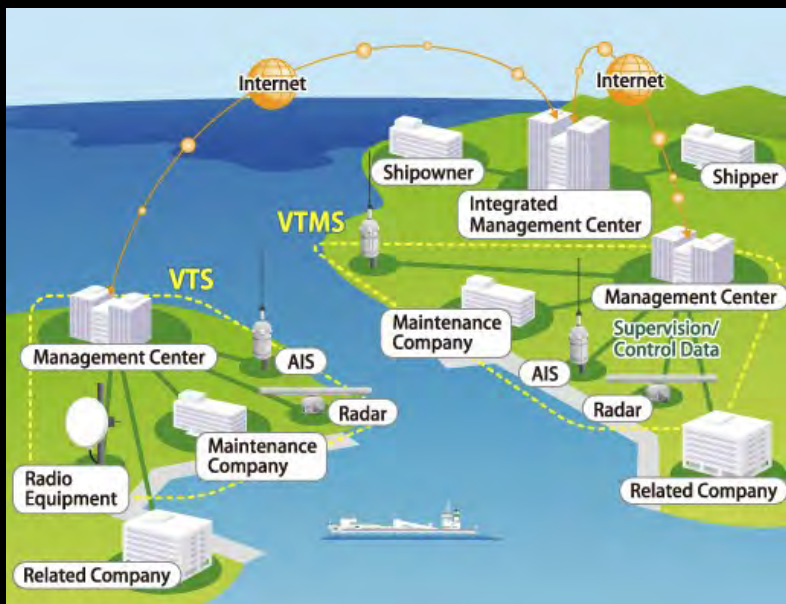 Internet
Internet
Shipowner
Shipper
Integrated
Management Center
VTMS
VTS
Management Center
Maintenance
Company
Supervision/
Control Data
Management Center
AIS
AIS
Radar
Radar
Maintenance
Company
Radio
Equipment
Related Company
Related Company